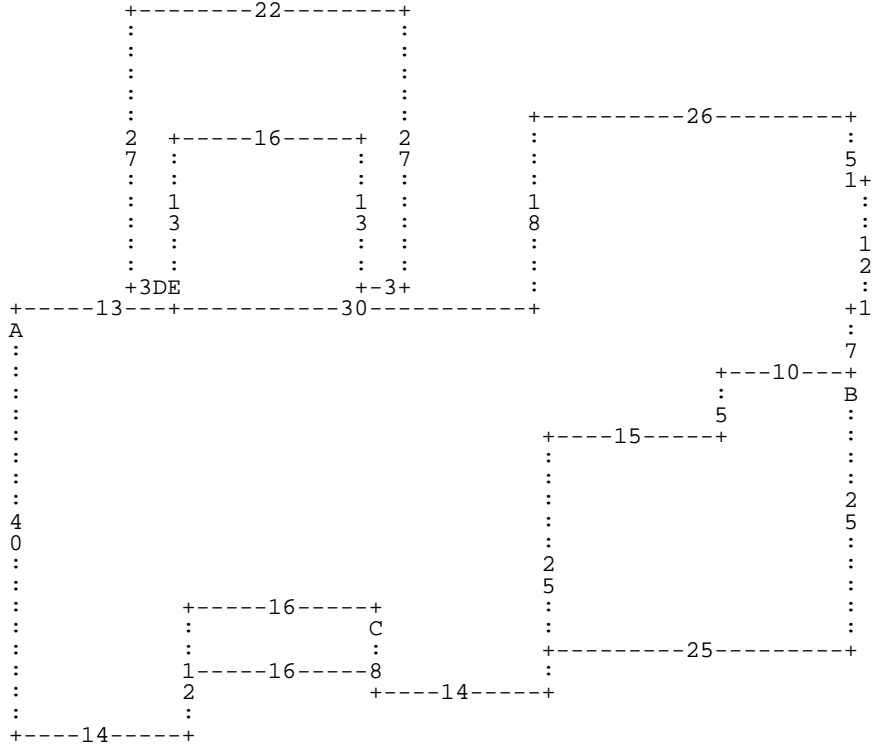 +--------22--------+
        :                  :
        :                  :
        :                  :
        :                  :
        :                  :        +----------26---------+
        2  +-----16-----+  2        :                     :
        7  :            :  7        :                     5
        :  :            :  :        :                     1+
        :  1            1  :        1                      :
        :  3            3  :        8                      1
        :  :            :  :        :                      2
        :  :            :  :        :                      :
        +3DE            +-3+        :                      :
+-----13---+-----------30-----------+                     +1
A                                                         :
:                                                         7
:                                                +---10---+
:                                                :        B
:                                                5        :
:                                    +----15-----+        :
:                                    :                    :
:                                    :                    :
:                                    :                    2
4                                    :                    5
0                                    :                    :
:                                    2                    :
:                                    5                    :
:           +-----16-----+           :                    :
:           :            C           :                    :
:           :            :           +---------25---------+
:           1-----16-----8           :
:           2            +----14-----+
:           :
+----14-----+